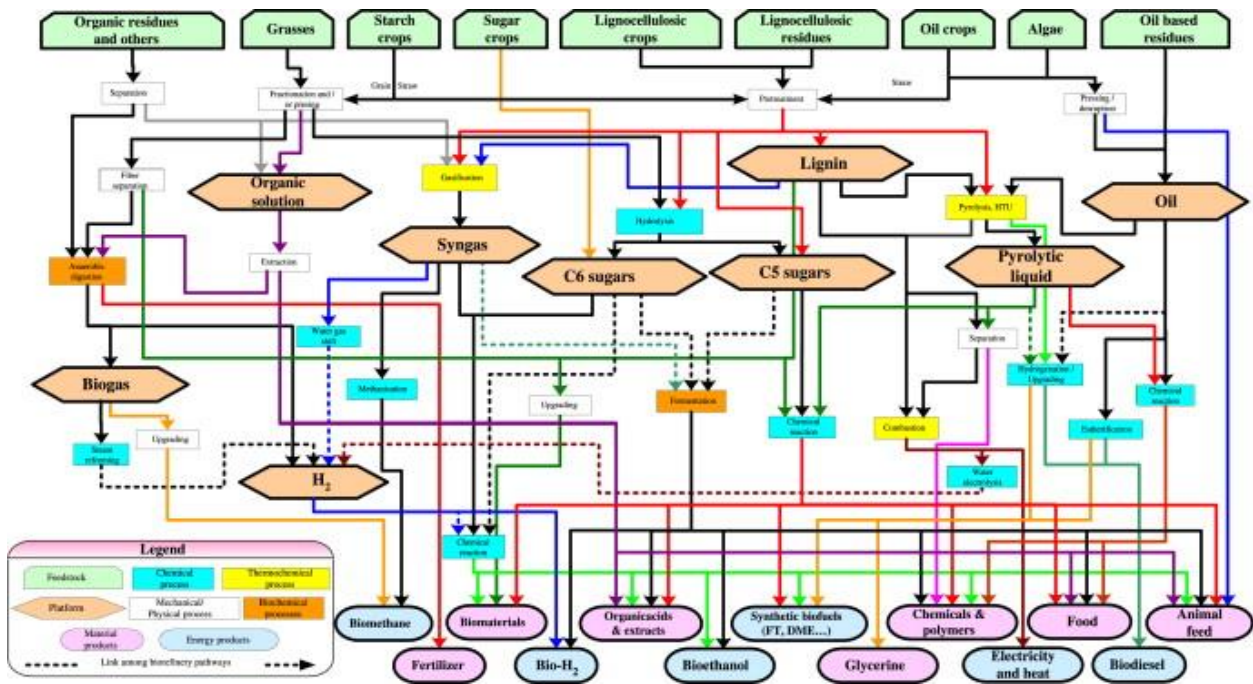 Organic residues
and others
Grasses
Starch
crops
Sugar
crops
Lignocellulosic
crops
Lignocellulosic
residues
Oil crops
Algae
Oil based
residues
Separation
Fractionation and /
or pressing
Grain
Straw
Pretreatment
Straw
Pressing /
desruption
Fiber
separation
Organic
solution
Gasification
Lignin
Pyrolysis, HTU
Oil
Hydrolysis
Anaerobic
digestion
Extraction
Syngas
C6 sugars
C5 sugars
Pyrolytic
liquid
Water gas
shift
Separation
Biogas
Methanisation
Upgrading
Fermentation
Chemical
reaction
Combustion
Hydrogenation /
Upgrading
Chemical
reaction
Esterification
Steam
reforming
Upgrading
H2
Water
electrolysis
Chemical
reaction
Legend
Feedstock
Chemical
process
Thermochemical
process
Platform
Mechanical/
Physical process
Biochemical
processes
Material
products
Energy products
Link among biorefinery pathways
Biomethane
Biomaterials
Organicacids
& extracts
Synthetic biofuels
(FT, DME....)
Chemicals &
polymers
Food
Animal
feed
Fertilizer
Bio-H2
Bioethanol
Glycerine
Electricity
and heat
Biodiesel